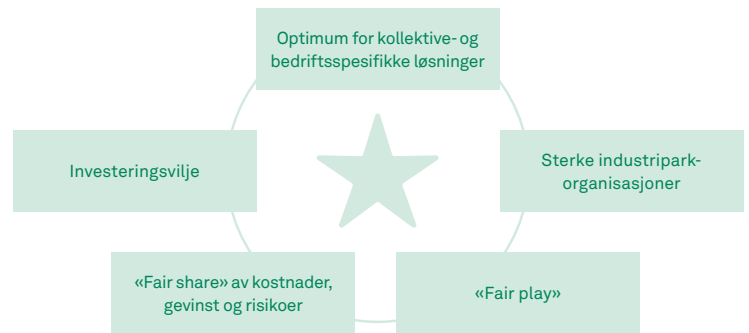 Optimum for kollektive- og
bedriftsspesifikke løsninger
Investeringsvilje
Sterke industripark-
organisasjoner
«Fair share» av kostnader,
gevinst og risikoer
«Fair play»